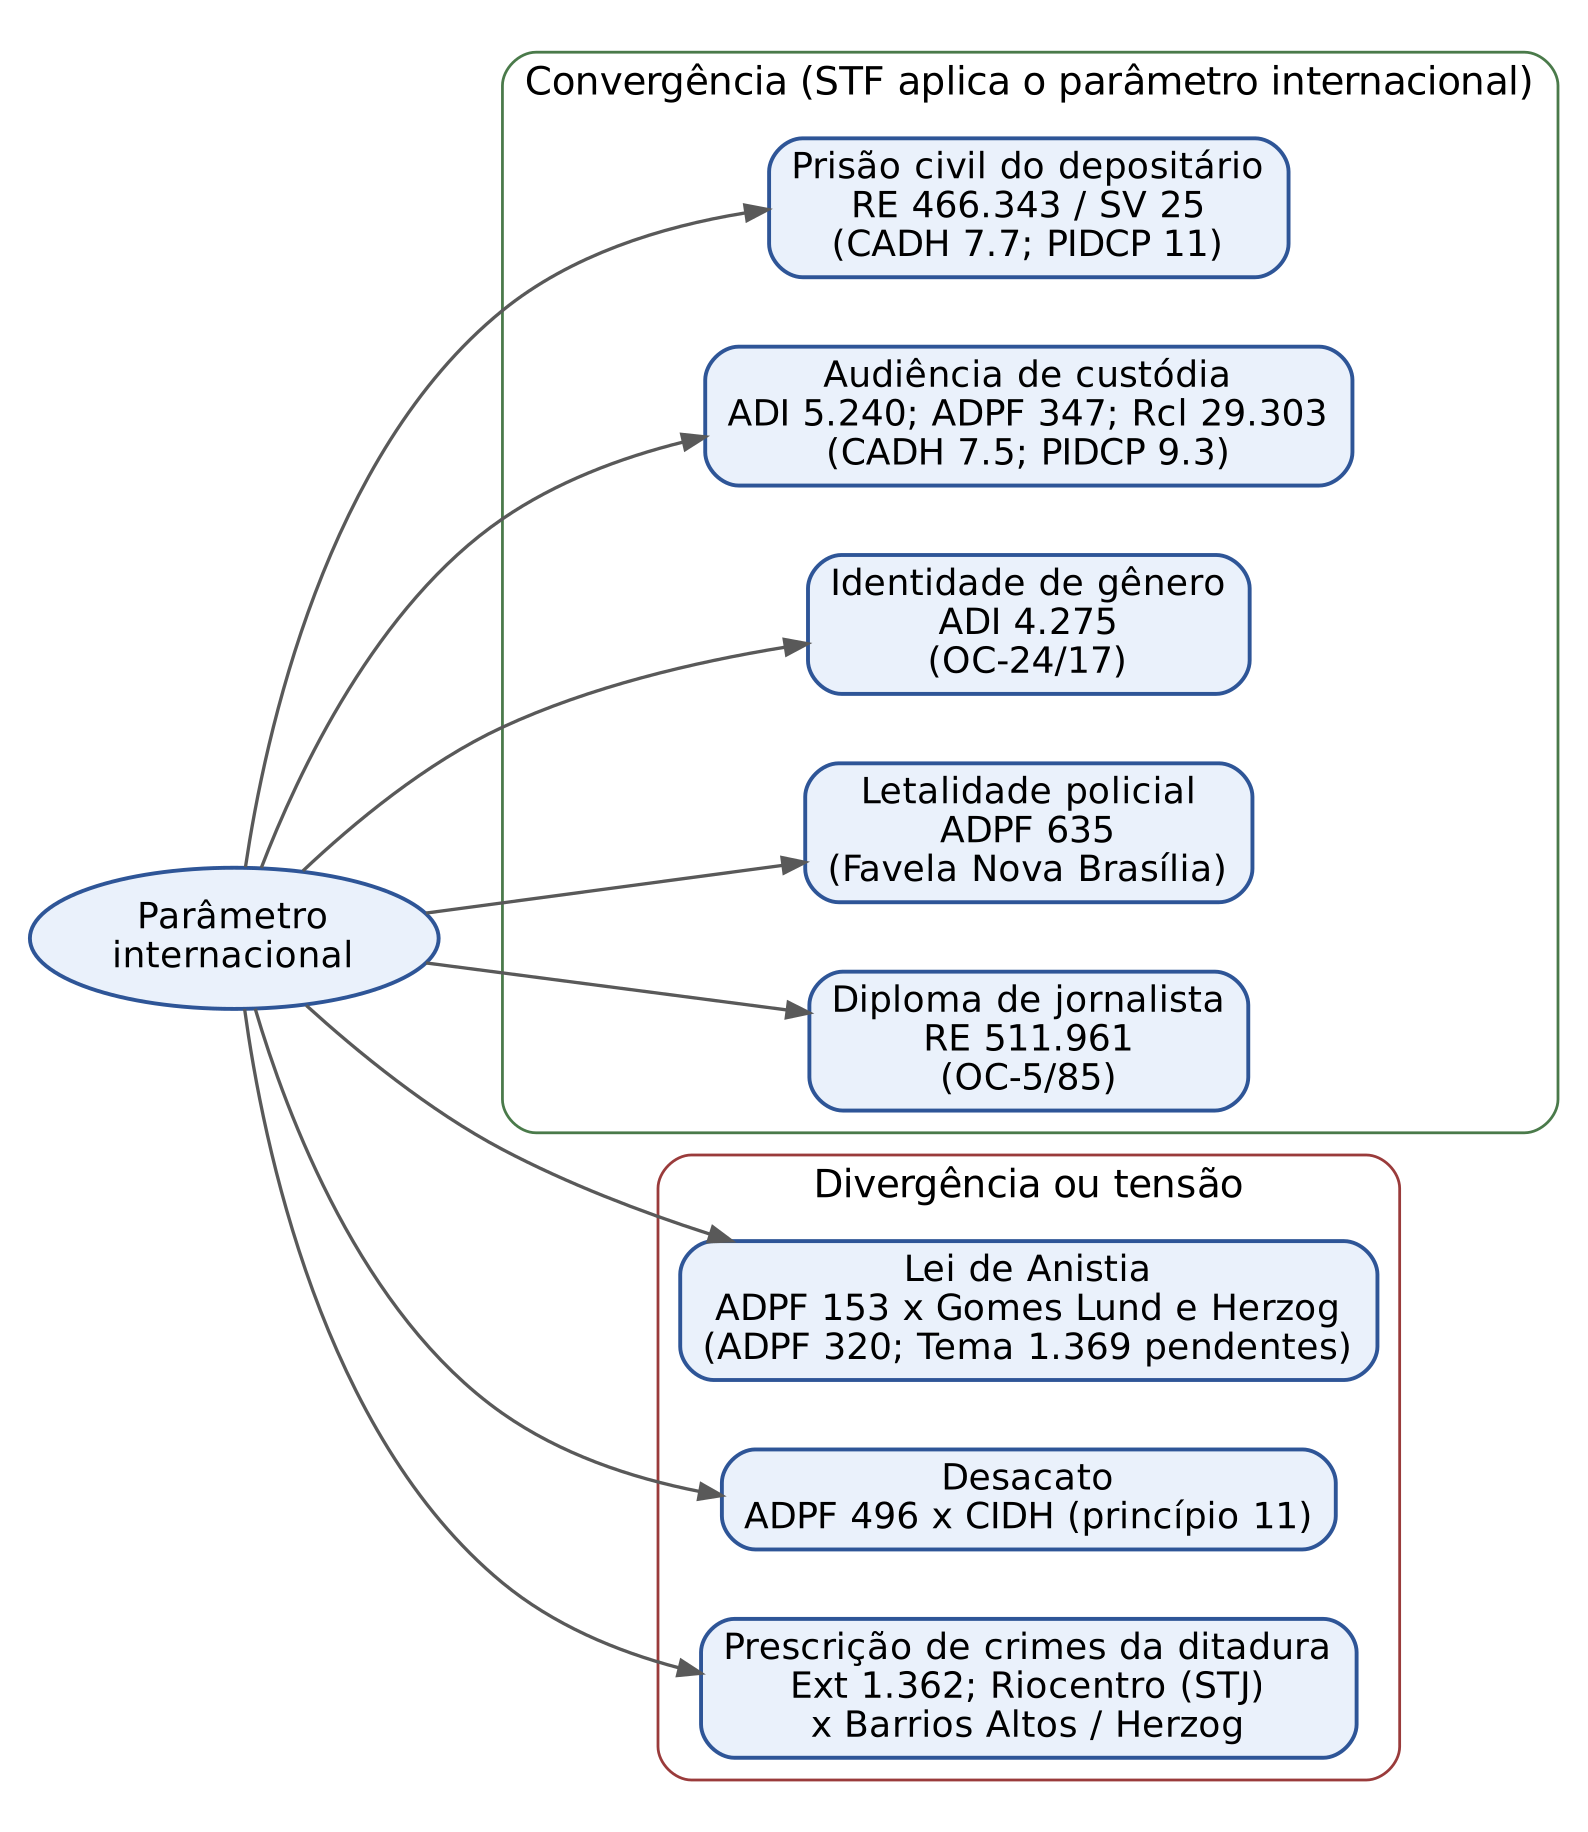 Convergência (STF aplica o parâmetro internacional)
Prisão civil do depositário
RE 466.343 / SV 25
(CADH 7.7; PIDCP 11)
Audiência de custódia
ADI 5.240; ADPF 347; Rcl 29.303
(CADH 7.5; PIDCP 9.3)
Identidade de gênero
ADI 4.275
(OC-24/17)
Letalidade policial
ADPF 635
(Favela Nova Brasília)
Parâmetro
internacional
Diploma de jornalista
RE 511.961
(OC-5/85)
Divergência ou tensão
Lei de Anistia
ADPF 153 x Gomes Lund e Herzog
(ADPF 320; Tema 1.369 pendentes)
Desacato
ADPF 496 x CIDH (princípio 11)
Prescrição de crimes da ditadura
Ext 1.362; Riocentro (STJ)
x Barrios Altos / Herzog